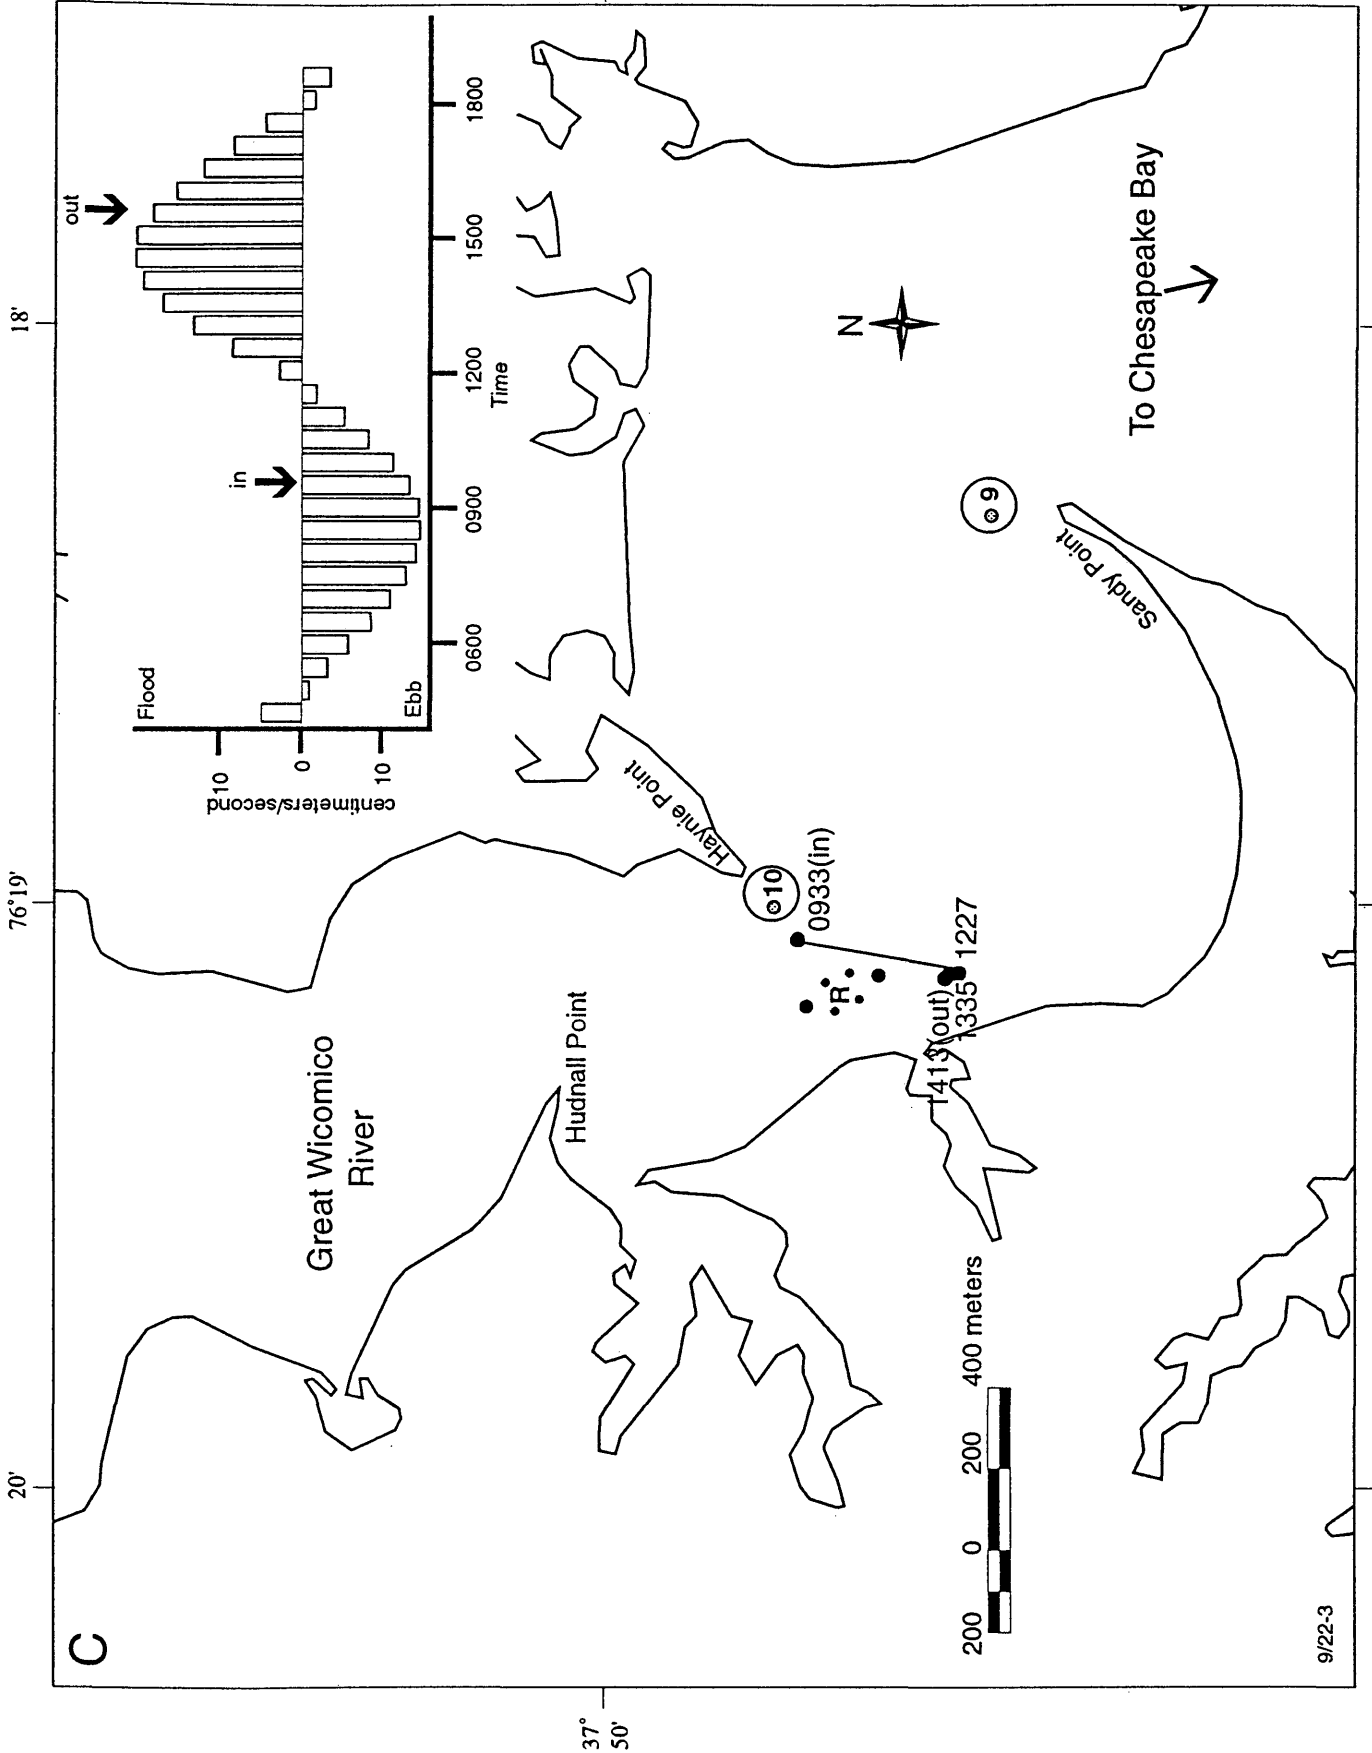 C
20'
76°19'
18'
37°
50'
Great Wicomico
River
Hudnall Point
Haynie Point
10
0933(in)
R
1227
1335
1413(out)
Sandy Point
9
N
To Chesapeake Bay
200 0 200 400 meters
9/22-3
centimeters/second
10
0
10
Flood
Ebb
in
out
0600 0900 1200 1500 1800
Time